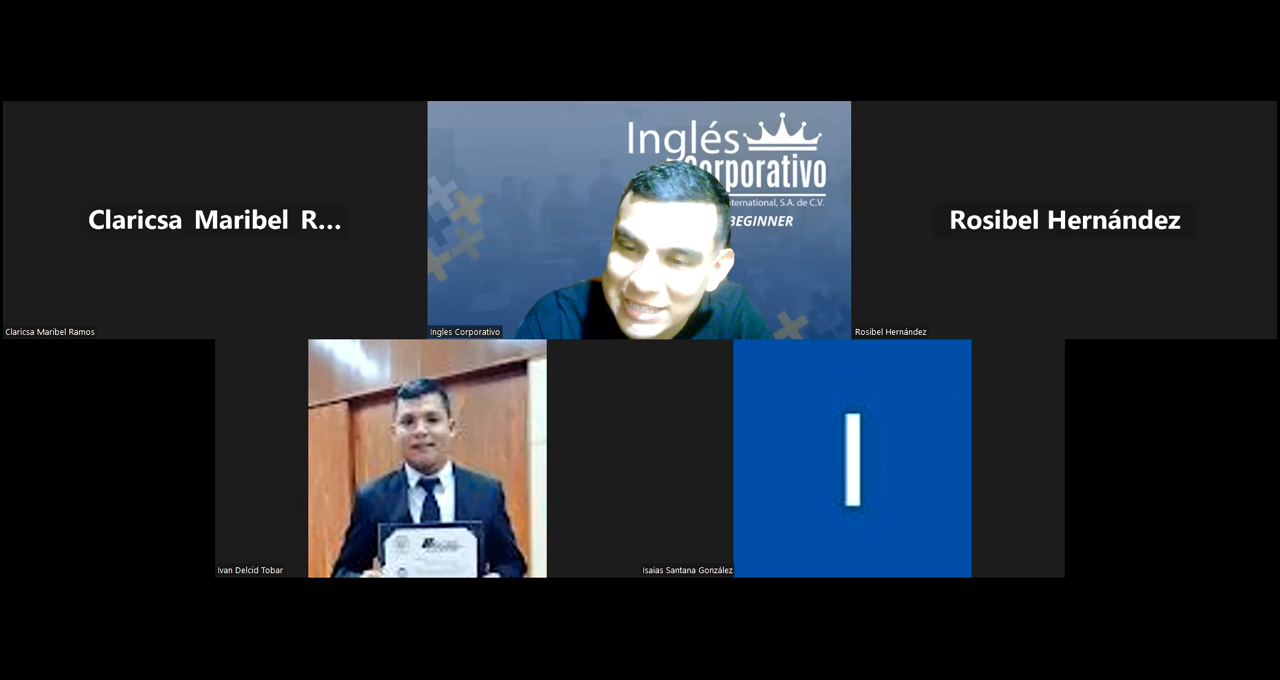 Claricsa Maribel R...
Claricsa Maribel Ramos
Inglés
Corporativo
International, S.A. de C.V.
BEGINNER
Ingles Corporativo
Rosibel Hernández
Rosibel Hernández
Ivan Delcid Tobar
I
Isaias Santana González